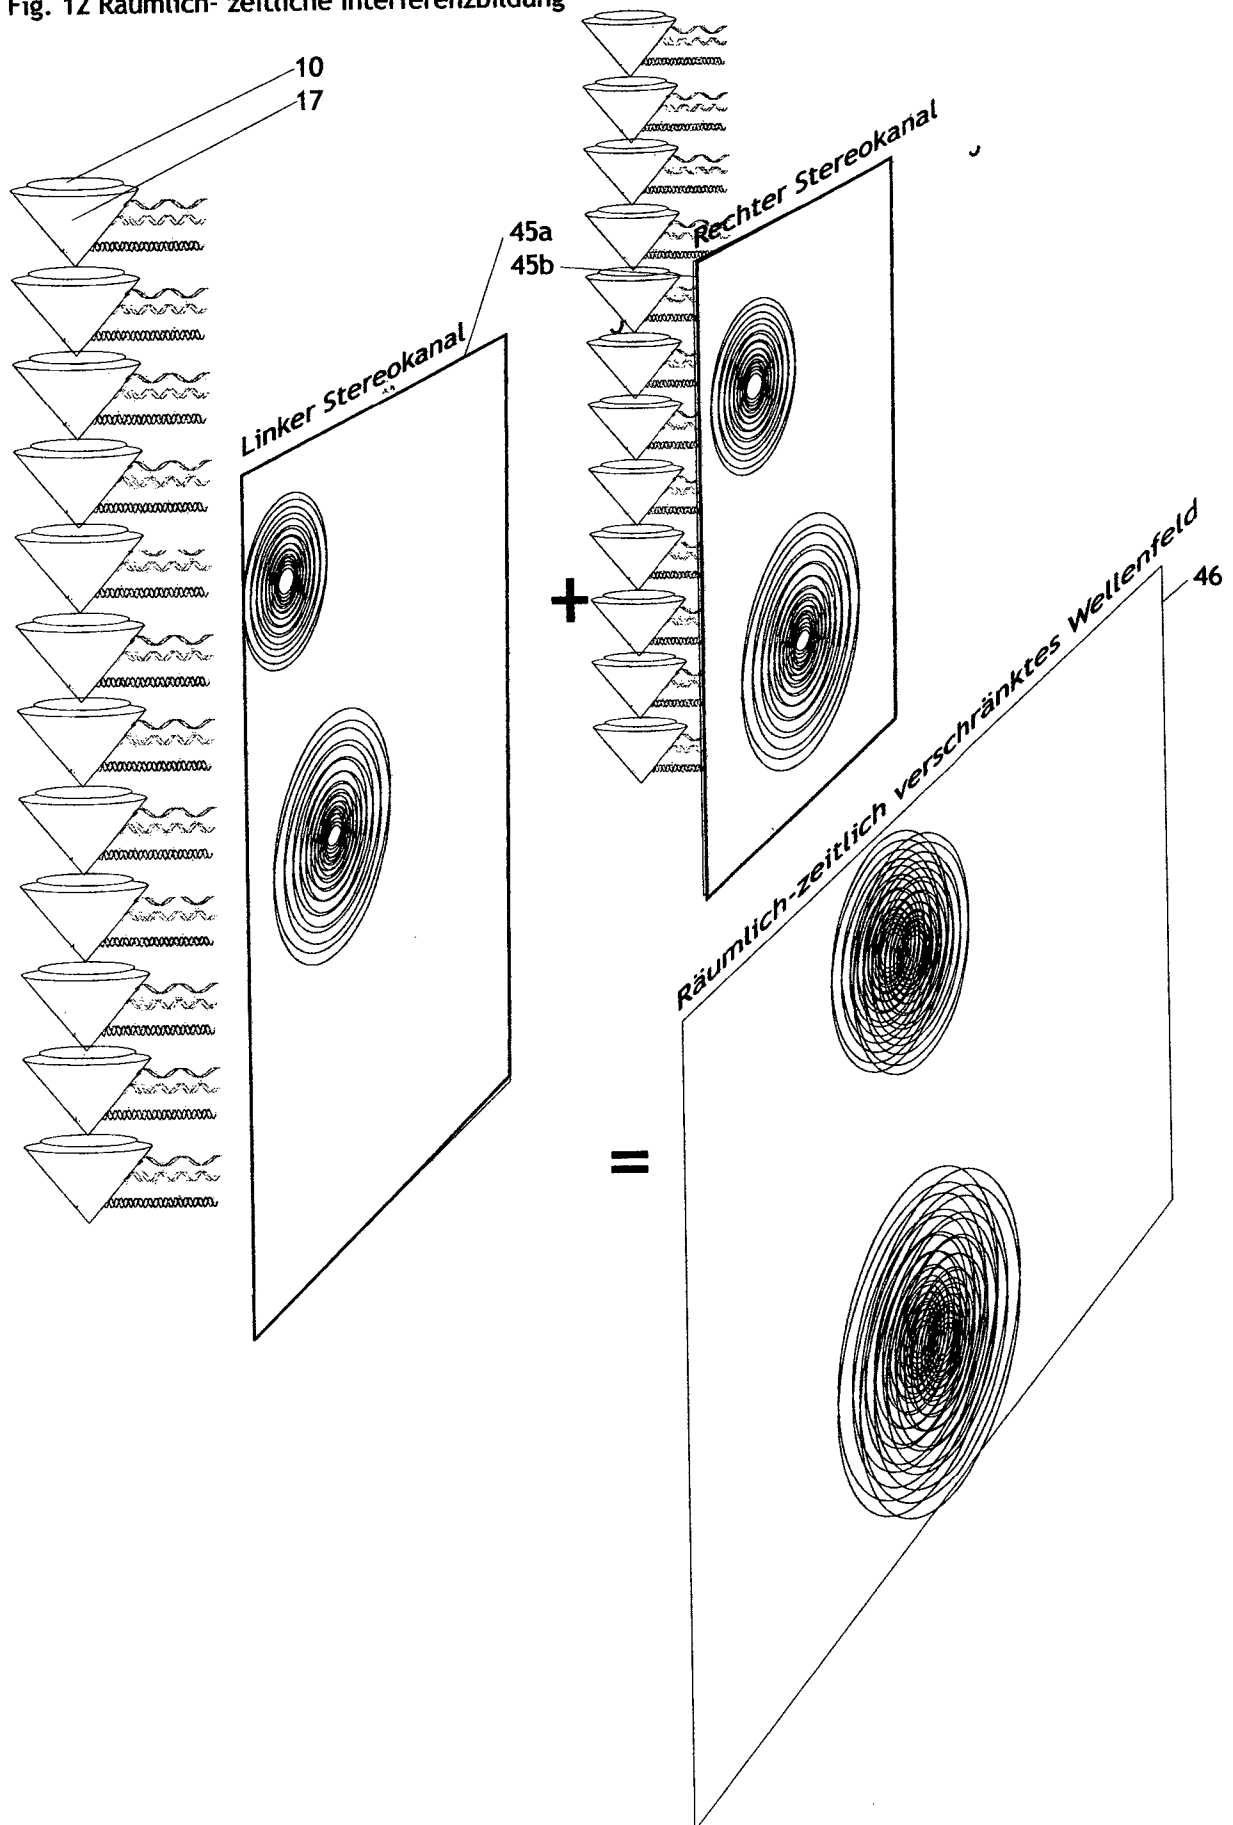 Fig. 12 Räumlich- zeitliche Interferenzbildung
10
17
45a
45b
Linker Stereokanal
Rechter Stereokanal
+
46
Räumlich-zeitlich verschränktes Wellenfeld
=